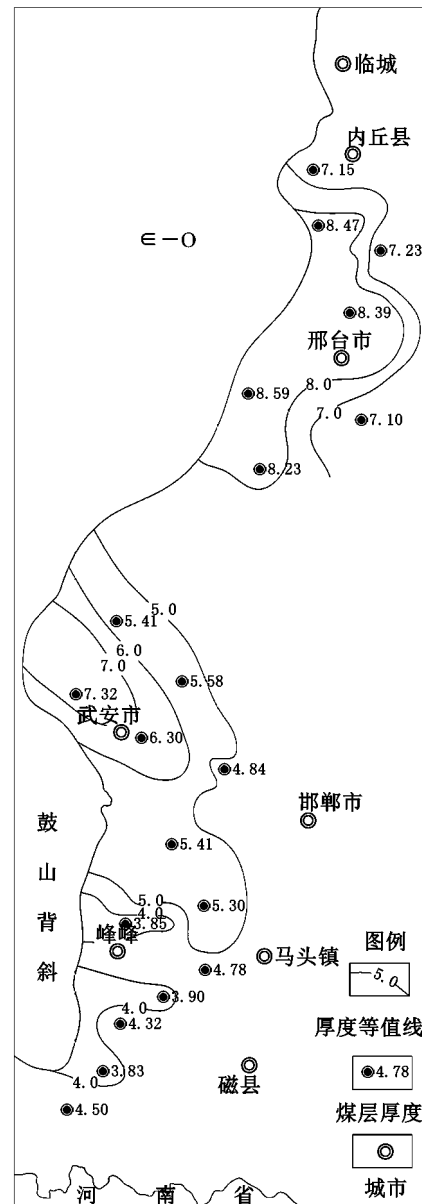 临城
内丘县
7.15
8.47
∈—O
7.23
8.39
邢台市
8.0
8.59
7.0
7.10
8.23
5.0
5.41
6.0
7.0
5.58
7.32
武安市
6.30
4.84
邯郸市
鼓山背斜
5.41
5.0
5.30
4.0
3.85
峰峰
图例
马头镇
4.78
5.0
3.90
4.0
4.32
厚度等值线
3.83
磁县
4.78
4.0
4.50
煤层厚度
河南省
城市